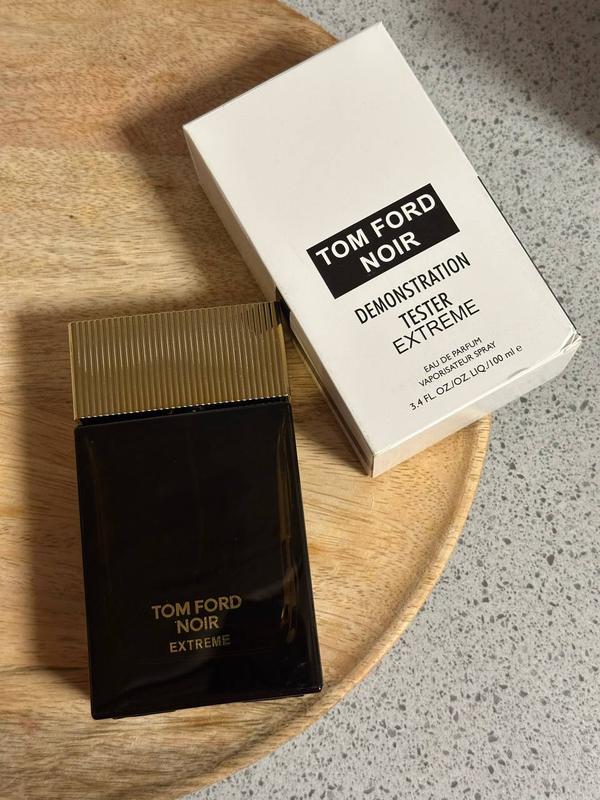 TOM FORD
NOIR
DEMONSTRATION
TESTER
EXTREME
EAU DE PARFUM
VAPORISATEUR SPRAY
3.4 FL. OZ./OZ. LIQ./100 ml e
TOM FORD
NOIR
EXTREME